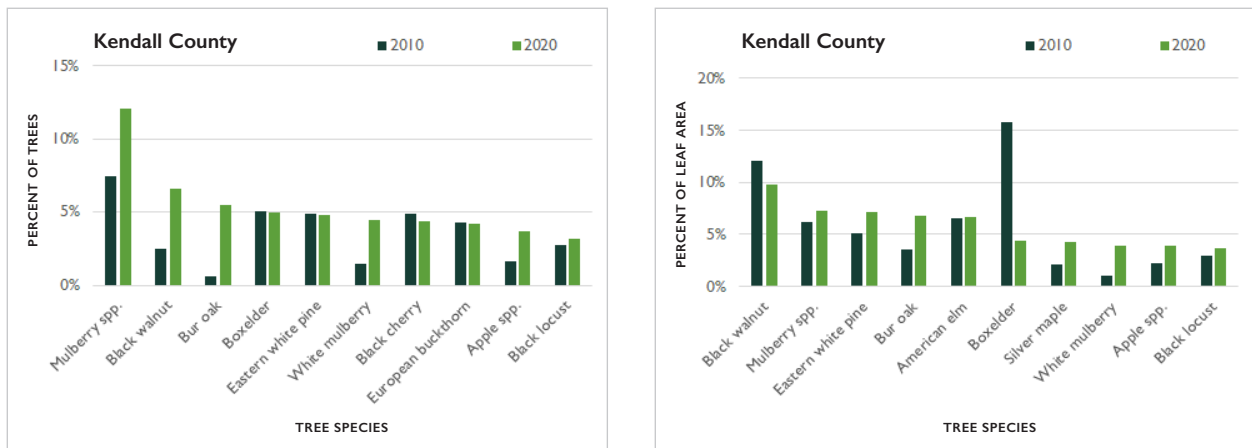 Kendall County
2010
2020
15%
10%
5%
0%
PERCENT OF TREES
Mulberry spp.
Black walnut
Bur oak
Boxelder
Eastern white pine
White mulberry
Black cherry
European buckthorn
Apple spp.
Black locust
TREE SPECIES
Kendall County
2010
2020
20%
15%
10%
5%
0%
PERCENT OF LEAF AREA
Black walnut
Mulberry spp.
Eastern white pine
Bur oak
American elm
Boxelder
Silver maple
White mulberry
Apple spp.
Black locust
TREE SPECIES